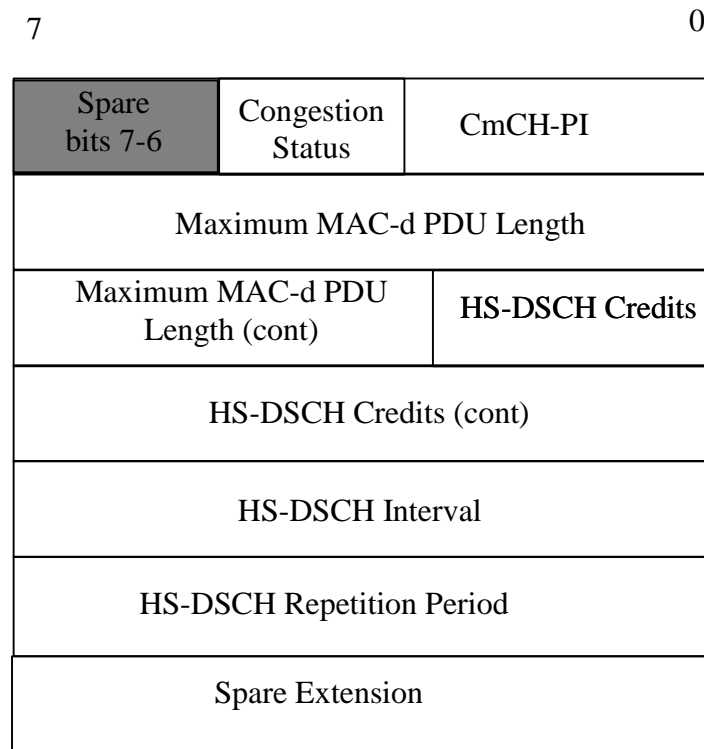 7 0
Spare
bits 7-6
Congestion
Status
CmCH-PI
Maximum MAC-d PDU Length
Maximum MAC-d PDU
Length (cont)
HS-DSCH Credits
HS-DSCH Credits (cont)
HS-DSCH Interval
HS-DSCH Repetition Period
Spare Extension